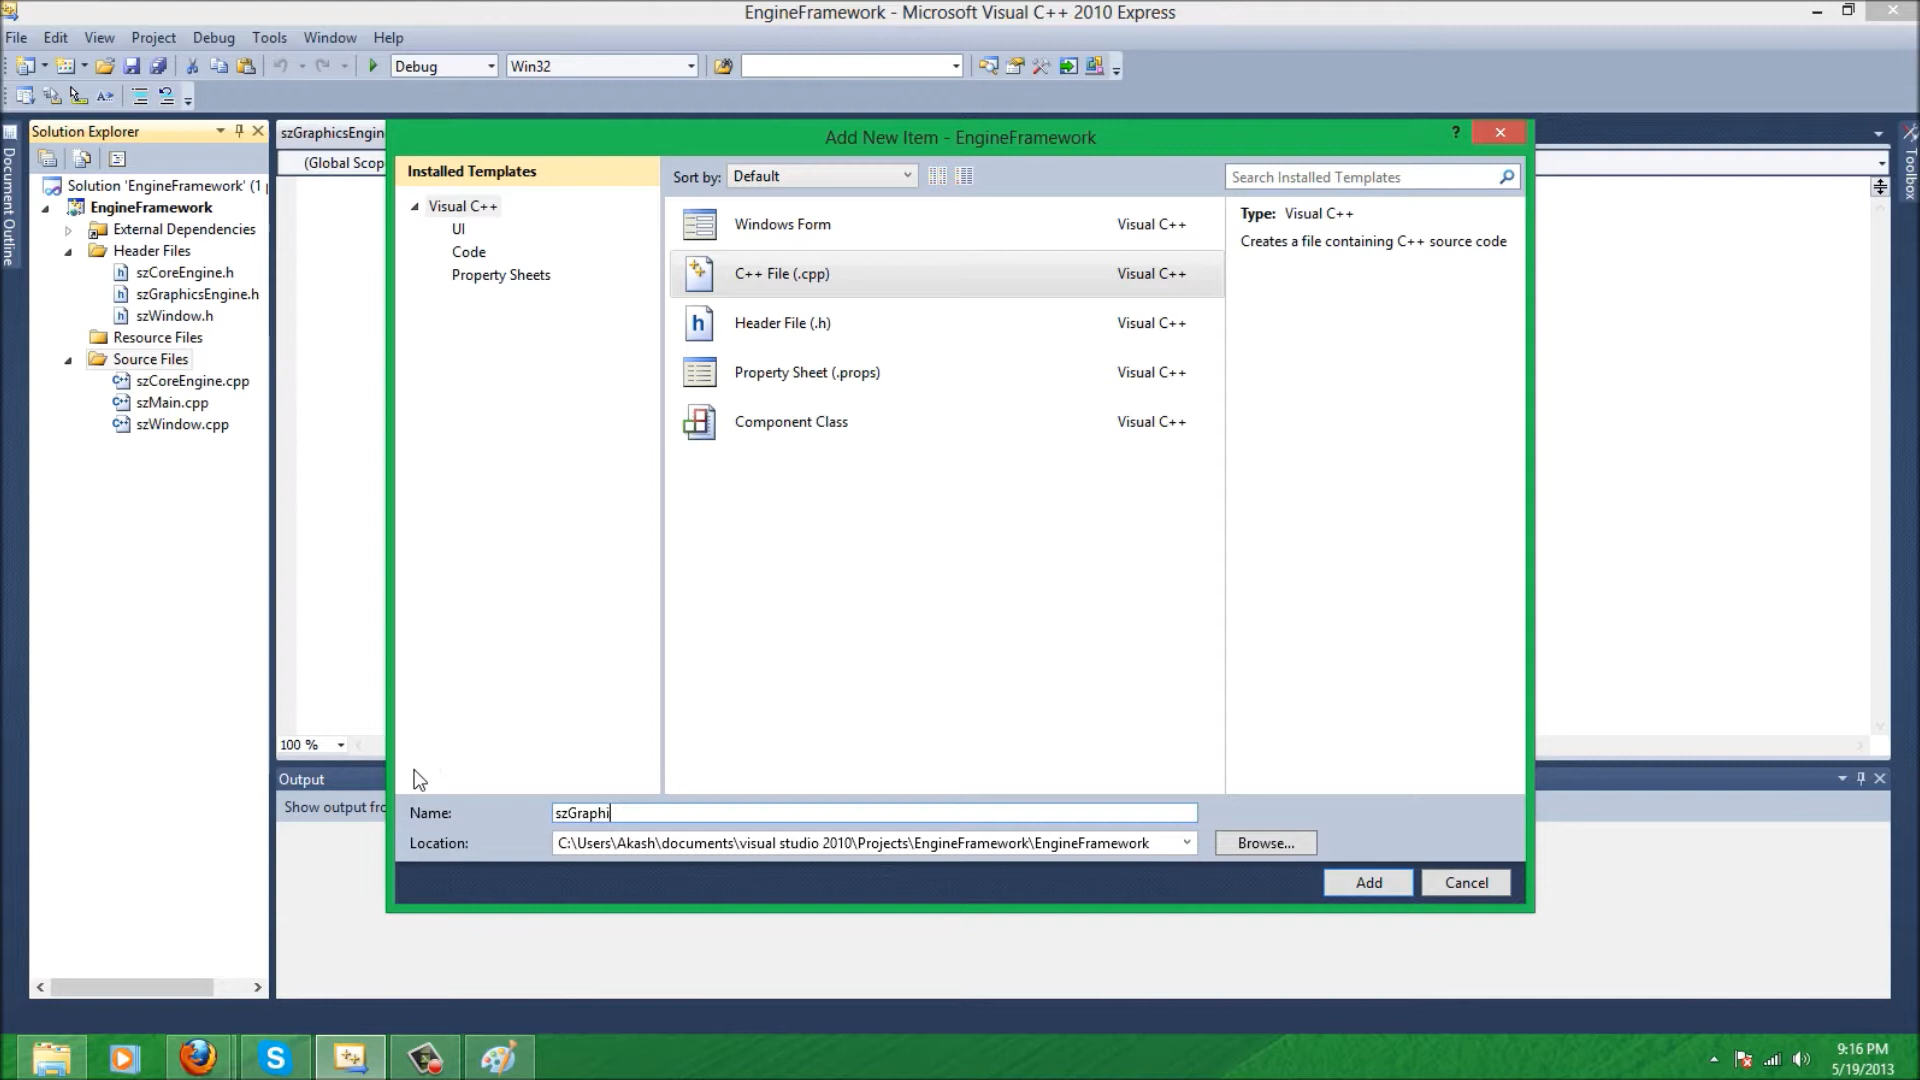 EngineFramework - Microsoft Visual C++ 2010 Express
File Edit View Project Debug Tools Window Help
Debug Win32
Solution Explorer
Solution 'EngineFramework' (1 p
EngineFramework
External Dependencies
Header Files
szCoreEngine.h
szGraphicsEngine.h
szWindow.h
Resource Files
Source Files
szCoreEngine.cpp
szMain.cpp
szWindow.cpp
Document Outline
Toolbox
szGraphicsEngin
(Global Scop
100 %
Output
Show output fro
Add New Item - EngineFramework
?
Installed Templates
Visual C++
UI
Code
Property Sheets
Sort by: Default
Search Installed Templates
Windows Form Visual C++
C++ File (.cpp) Visual C++
Header File (.h) Visual C++
Property Sheet (.props) Visual C++
Component Class Visual C++
Type: Visual C++
Creates a file containing C++ source code
Name: szGraphi
Location: C:\Users\Akash\documents\visual studio 2010\Projects\EngineFramework\EngineFramework
Browse...
Add Cancel
9:16 PM
5/19/2013